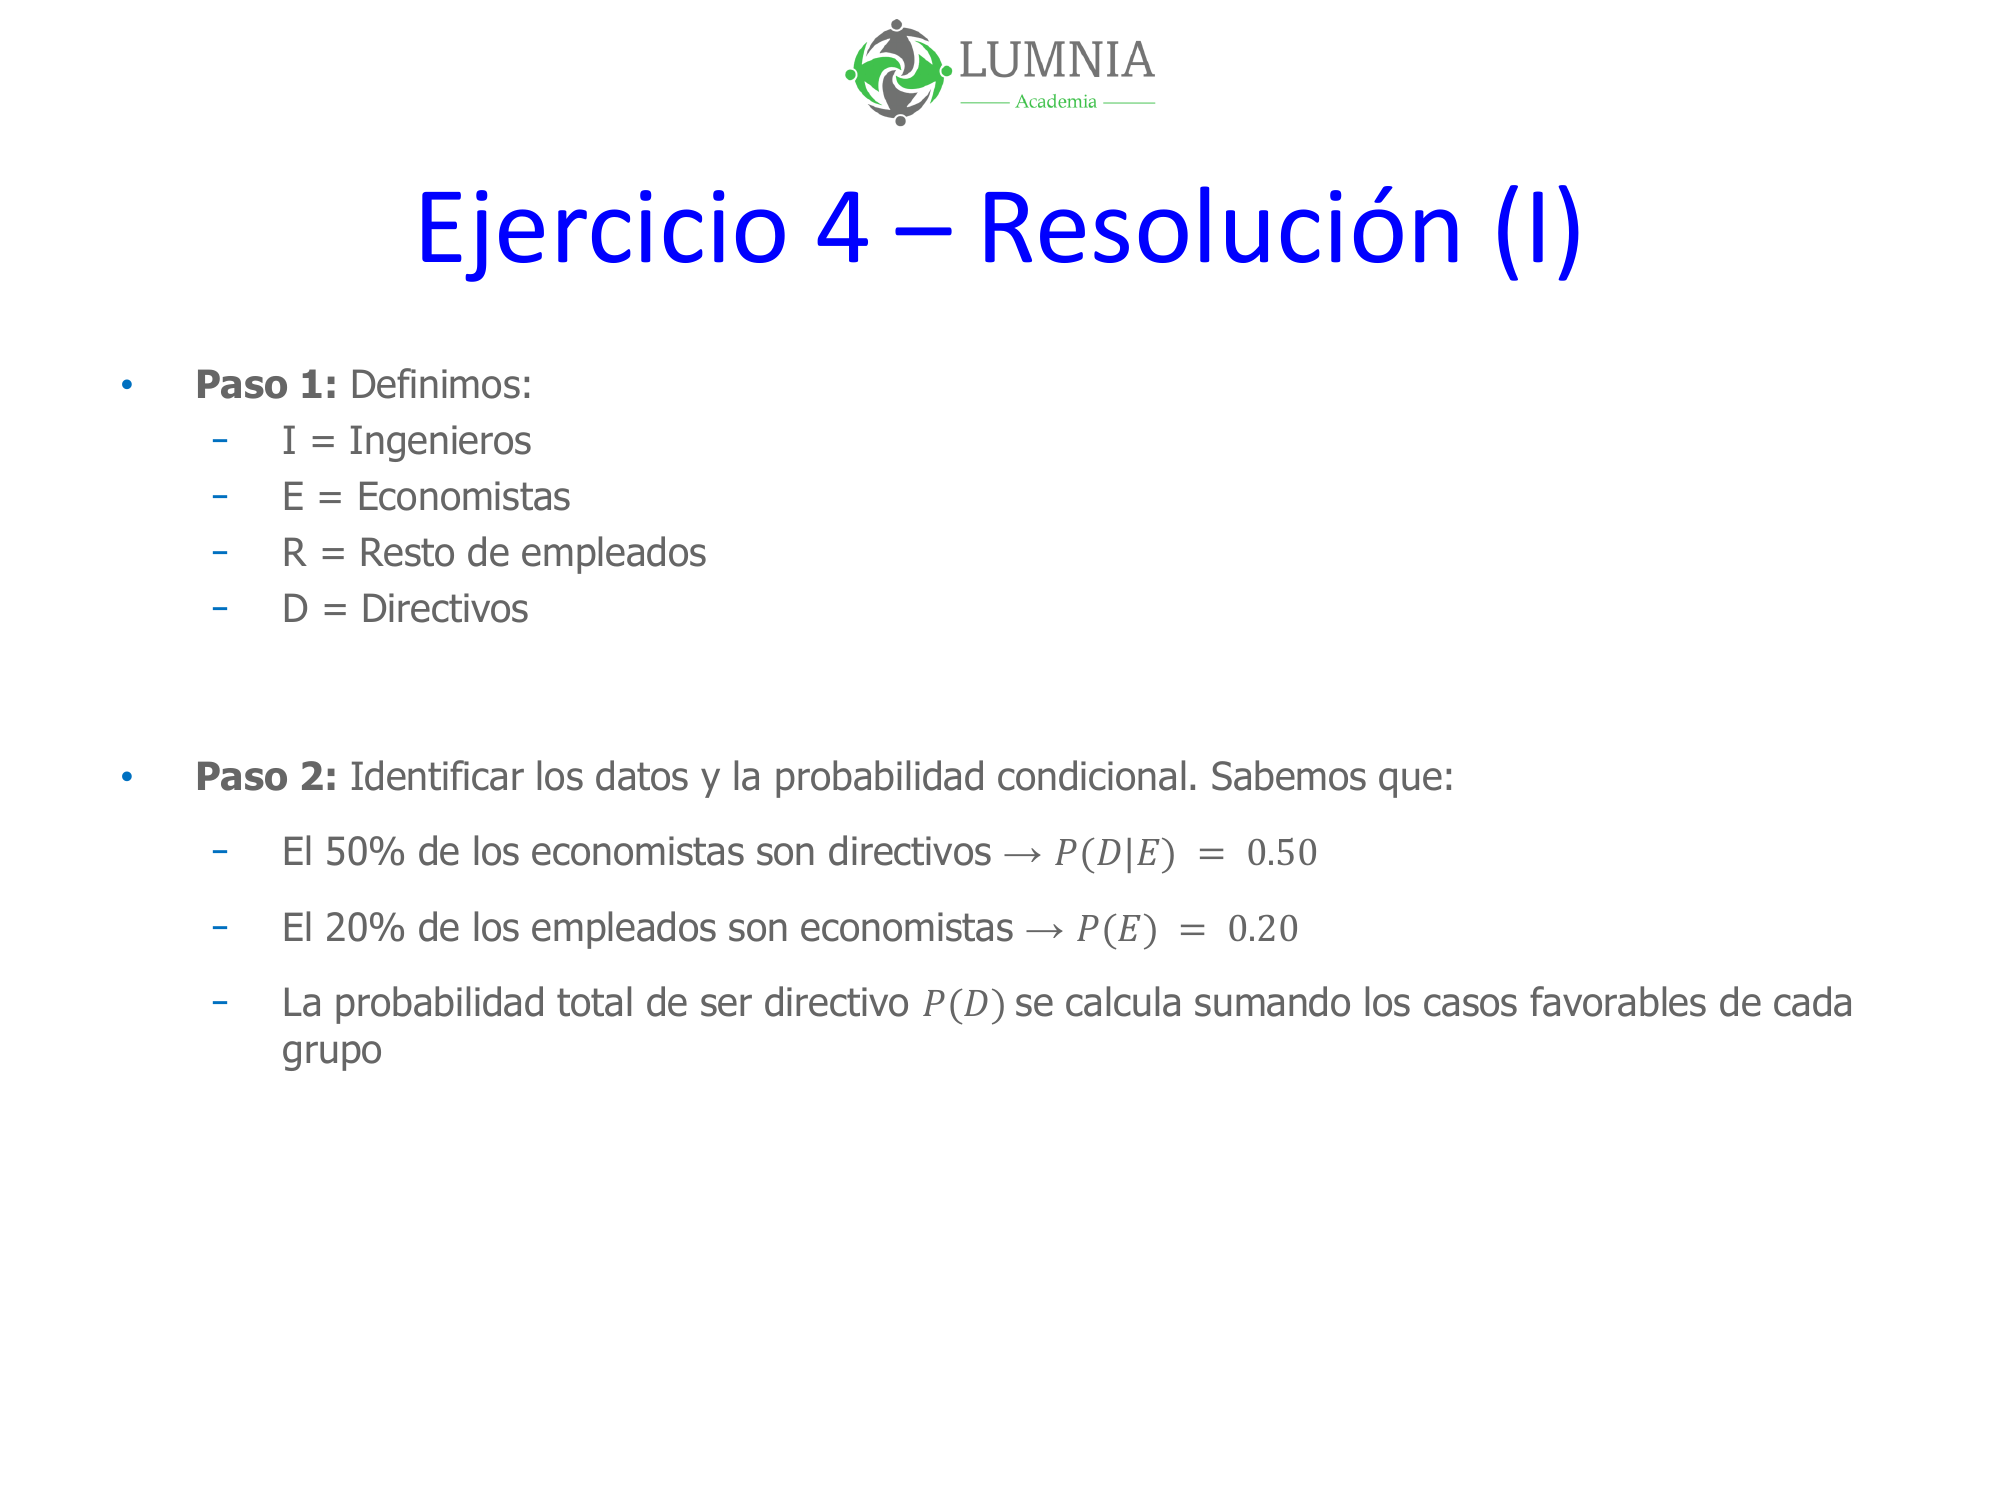 LUMNIA
Academia
Ejercicio 4 – Resolución (I)
• Paso 1: Definimos:
– I = Ingenieros
– E = Economistas
– R = Resto de empleados
– D = Directivos
• Paso 2: Identificar los datos y la probabilidad condicional. Sabemos que:
– El 50% de los economistas son directivos → P(D|E) = 0.50
– El 20% de los empleados son economistas → P(E) = 0.20
– La probabilidad total de ser directivo P(D) se calcula sumando los casos favorables de cada
grupo